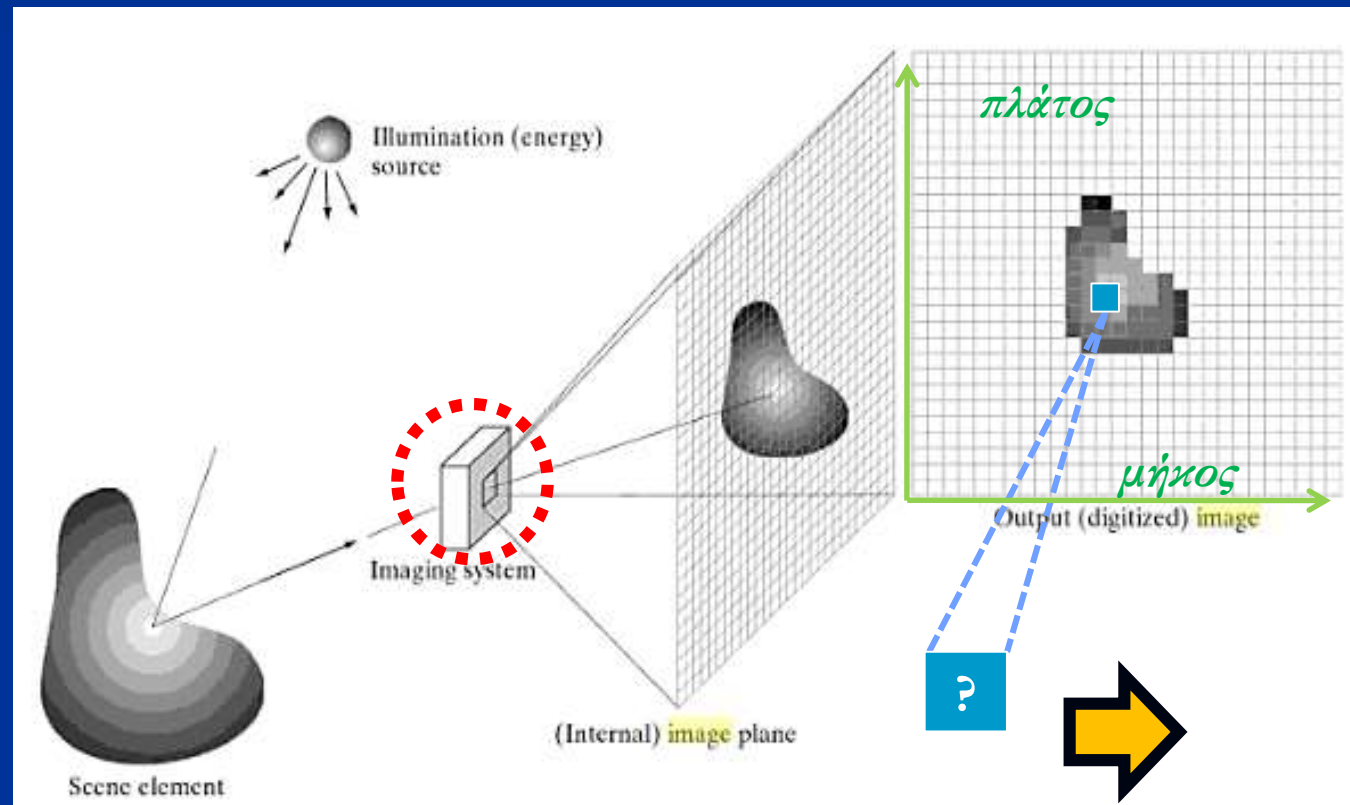 Illumination (energy)
source
πλάτος
μήκος
Output (digitized) image
Imaging system
?
(Internal) image plane
Scene element